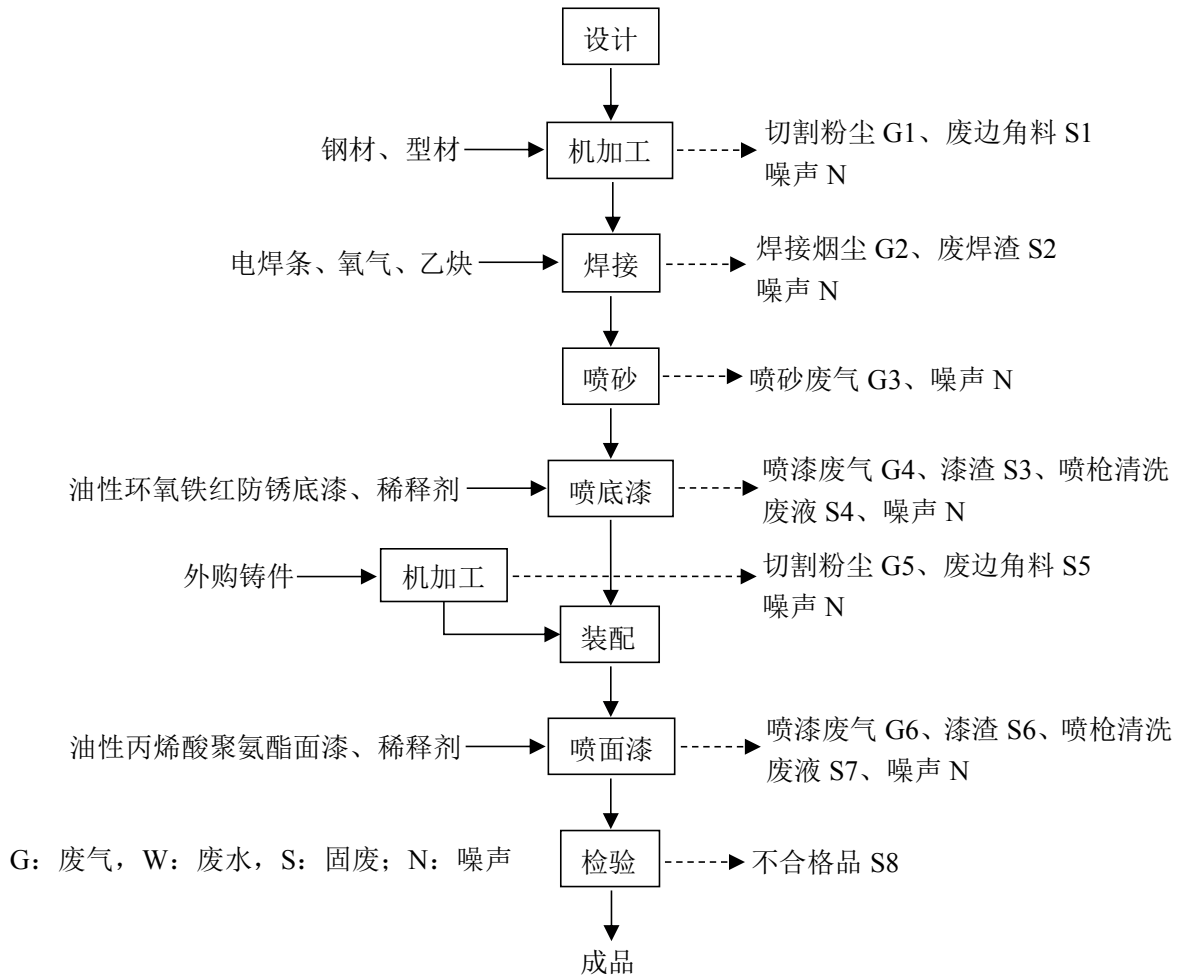 设计
钢材、型材
机加工
切割粉尘 G1、废边角料 S1
噪声 N
电焊条、氧气、乙炔
焊接
焊接烟尘 G2、废焊渣 S2
噪声 N
喷砂
喷砂废气 G3、噪声 N
油性环氧铁红防锈底漆、稀释剂
喷底漆
喷漆废气 G4、漆渣 S3、喷枪清洗
废液 S4、噪声 N
外购铸件
机加工
切割粉尘 G5、废边角料 S5
噪声 N
装配
油性丙烯酸聚氨酯面漆、稀释剂
喷面漆
喷漆废气 G6、漆渣 S6、喷枪清洗
废液 S7、噪声 N
G：废气，W：废水，S：固废；N：噪声
检验
不合格品 S8
成品